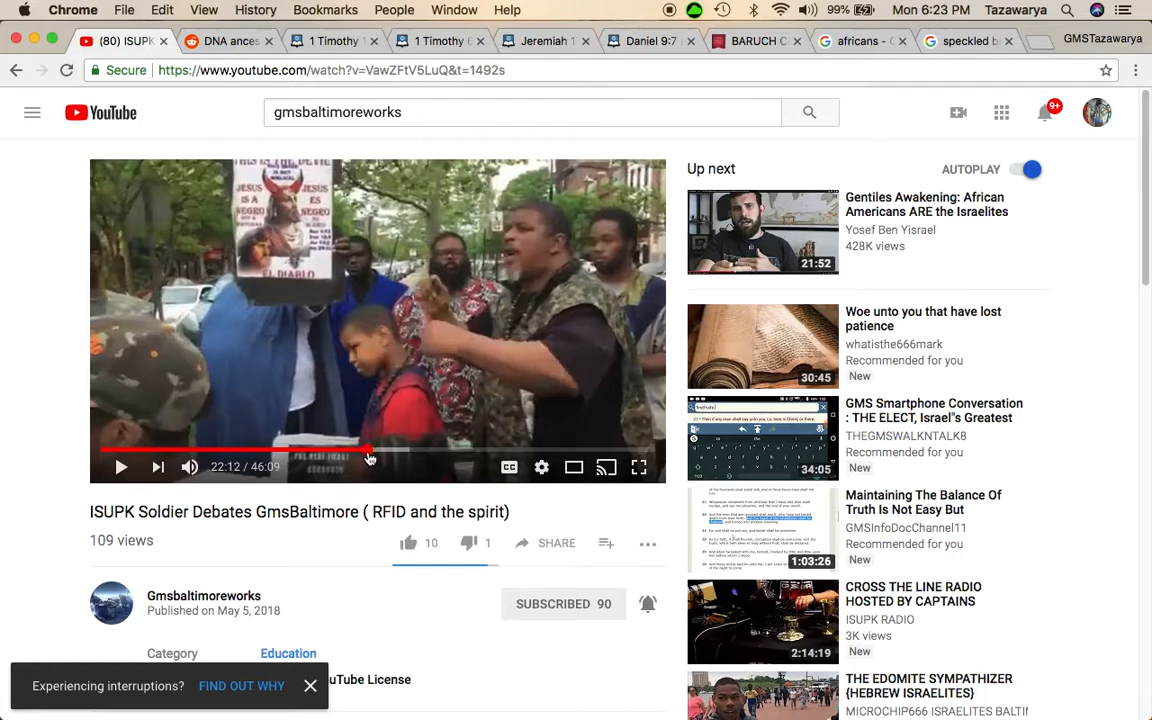 Chrome File Edit View History Bookmarks People Window Help 99% Mon 6:23 PM Tazawarya
(80) ISUPK DNA ances 1 Timothy 1 1 Timothy 6 Jeremiah 1 Daniel 9:7 BARUCH C africans - G speckled b GMSTazawarya
Secure https://www.youtube.com/watch?v=VawZFtV5LuQ&t=1492s
YouTube gmsbaltimoreworks 9+
THIS IS THE DEVIL
JESUS JESUS
IS A ES
NEGRO NEGRO
EL DIABLO
22:12 / 46:09 CC
ISUPK Soldier Debates GmsBaltimore ( RFID and the spirit)
109 views 10 1 SHARE
Gmsbaltimoreworks
Published on May 5, 2018
SUBSCRIBED 90
Category Education
uTube License
Experiencing interruptions? FIND OUT WHY
Up next AUTOPLAY
Gentiles Awakening: African
Americans ARE the Israelites
Yosef Ben Yisrael
428K views
21:52
Woe unto you that have lost
patience
whatisthe666mark
Recommended for you
New
30:45
GMS Smartphone Conversation
: THE ELECT, Israel"s Greatest
THEGMSWALKNTALK8
Recommended for you
New
34:05
Maintaining The Balance Of
Truth Is Not Easy But
GMSInfoDocChannel11
Recommended for you
New
1:03:26
CROSS THE LINE RADIO
HOSTED BY CAPTAINS
ISUPK RADIO
3K views
New
2:14:19
THE EDOMITE SYMPATHIZER
{HEBREW ISRAELITES}
MICROCHIP666 ISRAELITES BALTI